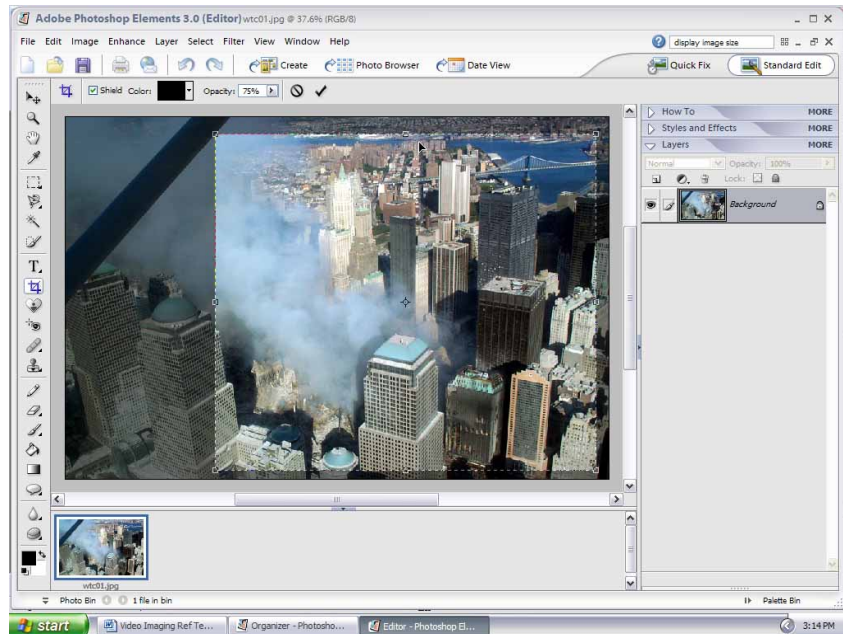 Adobe Photoshop Elements 3.0 (Editor) wtc01.jpg @ 37.6% (RGB/8)
File Edit Image Enhance Layer Select Filter View Window Help
display image size
Create Photo Browser Date View
Quick Fix Standard Edit
Shield Color: Opacity: 75%
How To MORE
Styles and Effects MORE
Layers MORE
Normal Opacity: 100%
Lock:
Background
T
wtc01.jpg
Photo Bin 1 file in bin
Palette Bin
start Video Imaging Ref Te... Organizer - Photosho... Editor - Photoshop El...
3:14 PM